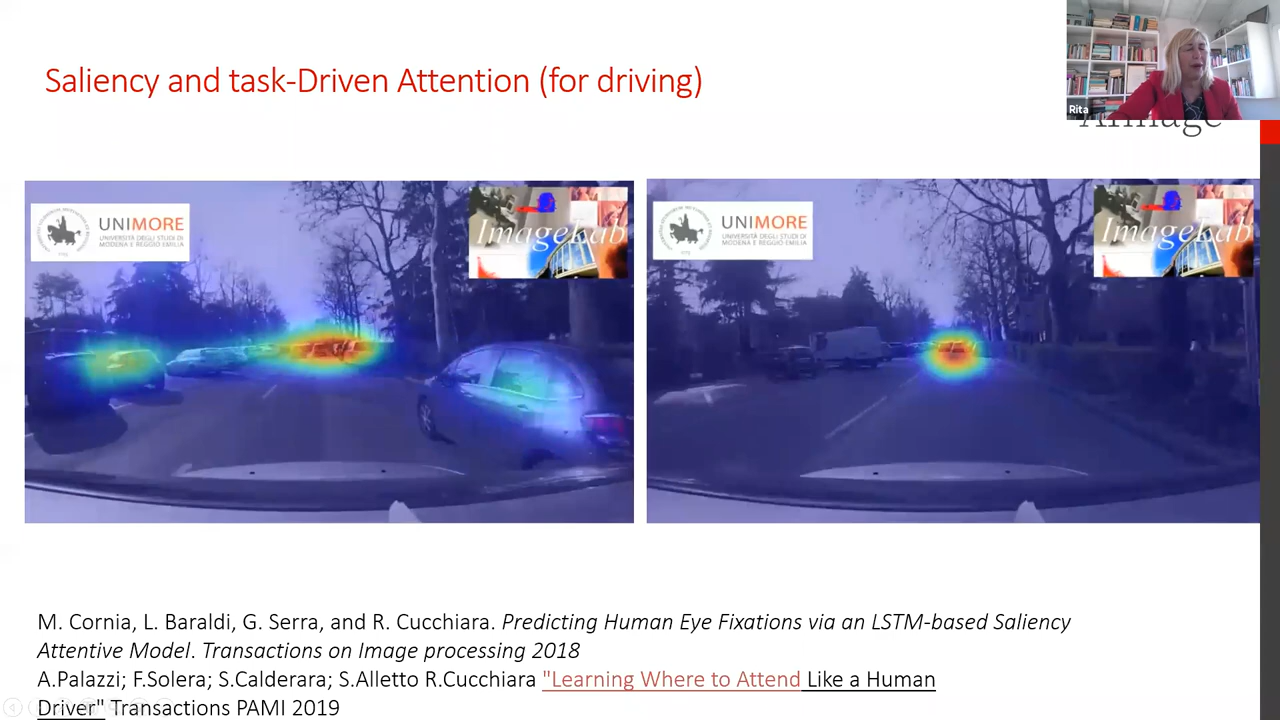 Saliency and task-Driven Attention (for driving)
Rita
UNIMORE
UNIVERSITÀ DEGLI STUDI DI
MODENA E REGGIO EMILIA
ImageLab
UNIMORE
UNIVERSITÀ DEGLI STUDI DI
MODENA E REGGIO EMILIA
ImageLab
M. Cornia, L. Baraldi, G. Serra, and R. Cucchiara. Predicting Human Eye Fixations via an LSTM-based Saliency
Attentive Model. Transactions on Image processing 2018
A.Palazzi; F.Solera; S.Calderara; S.Alletto R.Cucchiara "Learning Where to Attend Like a Human
Driver" Transactions PAMI 2019